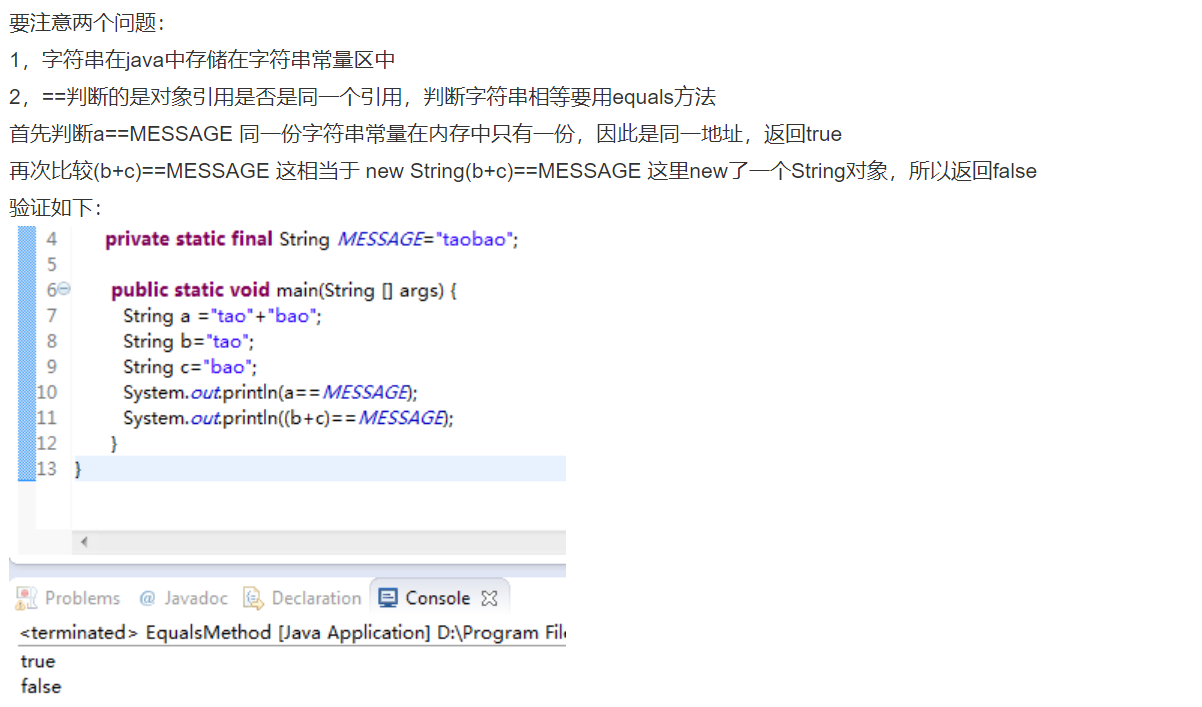 要注意两个问题：
1，字符串在java中存储在字符串常量区中
2，==判断的是对象引用是否是同一个引用，判断字符串相等要用equals方法
首先判断a==MESSAGE 同一份字符串常量在内存中只有一份，因此是同一地址，返回true
再次比较(b+c)==MESSAGE 这相当于 new String(b+c)==MESSAGE 这里new了一个String对象，所以返回false
验证如下：
4 private static final String MESSAGE="taobao";
5
6 public static void main(String [] args) {
7 String a ="tao"+"bao";
8 String b="tao";
9 String c="bao";
10 System.out.println(a==MESSAGE);
11 System.out.println((b+c)==MESSAGE);
12 }
13 }
Problems @ Javadoc Declaration Console
<terminated> EqualsMethod [Java Application] D:\Program File
true
false